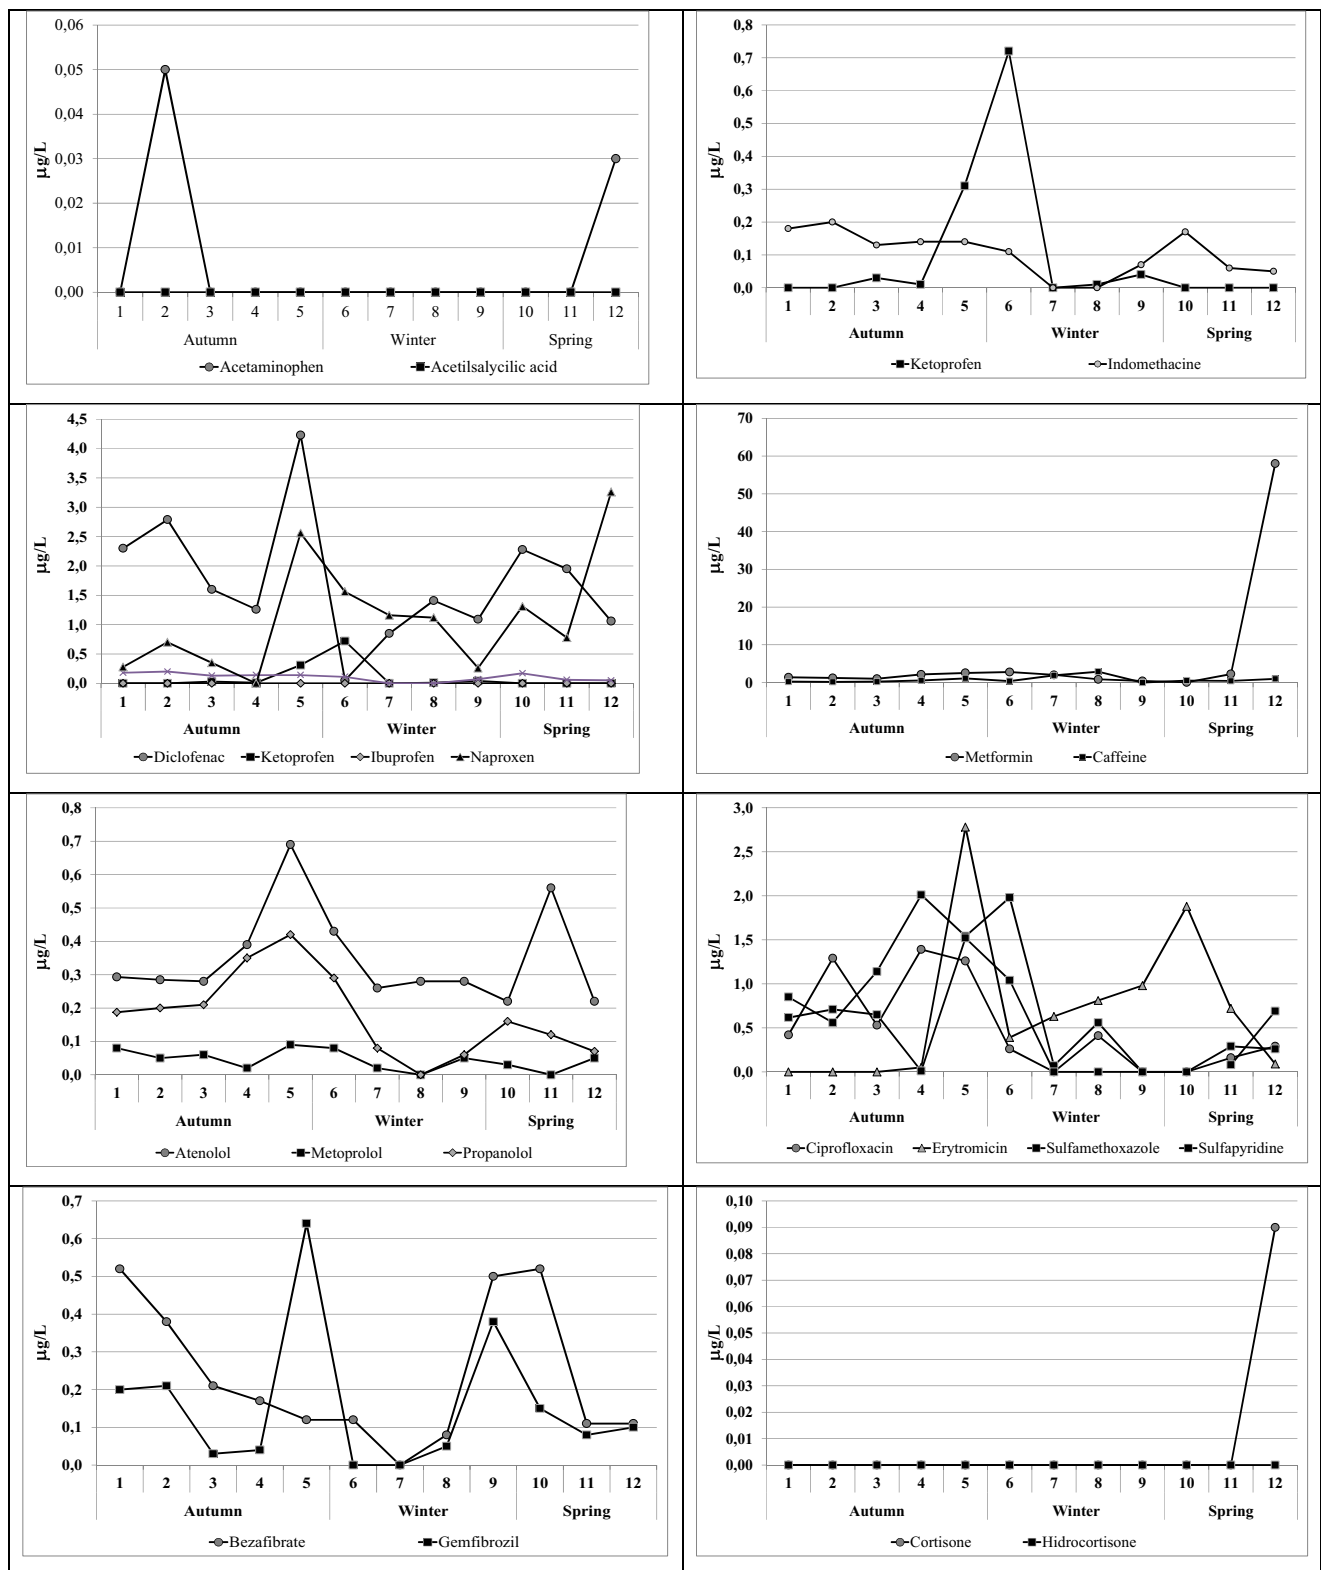 0,06
0,05
0,04
0,03
0,02
0,01
0,00
µg/L
1 2 3 4 5 6 7 8 9 10 11 12
Autumn Winter Spring
Acetaminophen Acetilsalycilic acid
0,8
0,7
0,6
0,5
0,4
0,3
0,2
0,1
0,0
µg/L
1 2 3 4 5 6 7 8 9 10 11 12
Autumn Winter Spring
Ketoprofen Indomethacine
4,5
4,0
3,5
3,0
2,5
2,0
1,5
1,0
0,5
0,0
µg/L
1 2 3 4 5 6 7 8 9 10 11 12
Autumn Winter Spring
Diclofenac Ketoprofen Ibuprofen Naproxen
70
60
50
40
30
20
10
0
µg/L
1 2 3 4 5 6 7 8 9 10 11 12
Autumn Winter Spring
Metformin Caffeine
0,8
0,7
0,6
0,5
0,4
0,3
0,2
0,1
0,0
µg/L
1 2 3 4 5 6 7 8 9 10 11 12
Autumn Winter Spring
Atenolol Metoprolol Propanolol
3,0
2,5
2,0
1,5
1,0
0,5
0,0
µg/L
1 2 3 4 5 6 7 8 9 10 11 12
Autumn Winter Spring
Ciprofloxacin Erytromicin Sulfamethoxazole Sulfapyridine
0,7
0,6
0,5
0,4
0,3
0,2
0,1
0,0
µg/L
1 2 3 4 5 6 7 8 9 10 11 12
Autumn Winter Spring
Bezafibrate Gemfibrozil
0,10
0,09
0,08
0,07
0,06
0,05
0,04
0,03
0,02
0,01
0,00
µg/L
1 2 3 4 5 6 7 8 9 10 11 12
Autumn Winter Spring
Cortisone Hidrocortisone